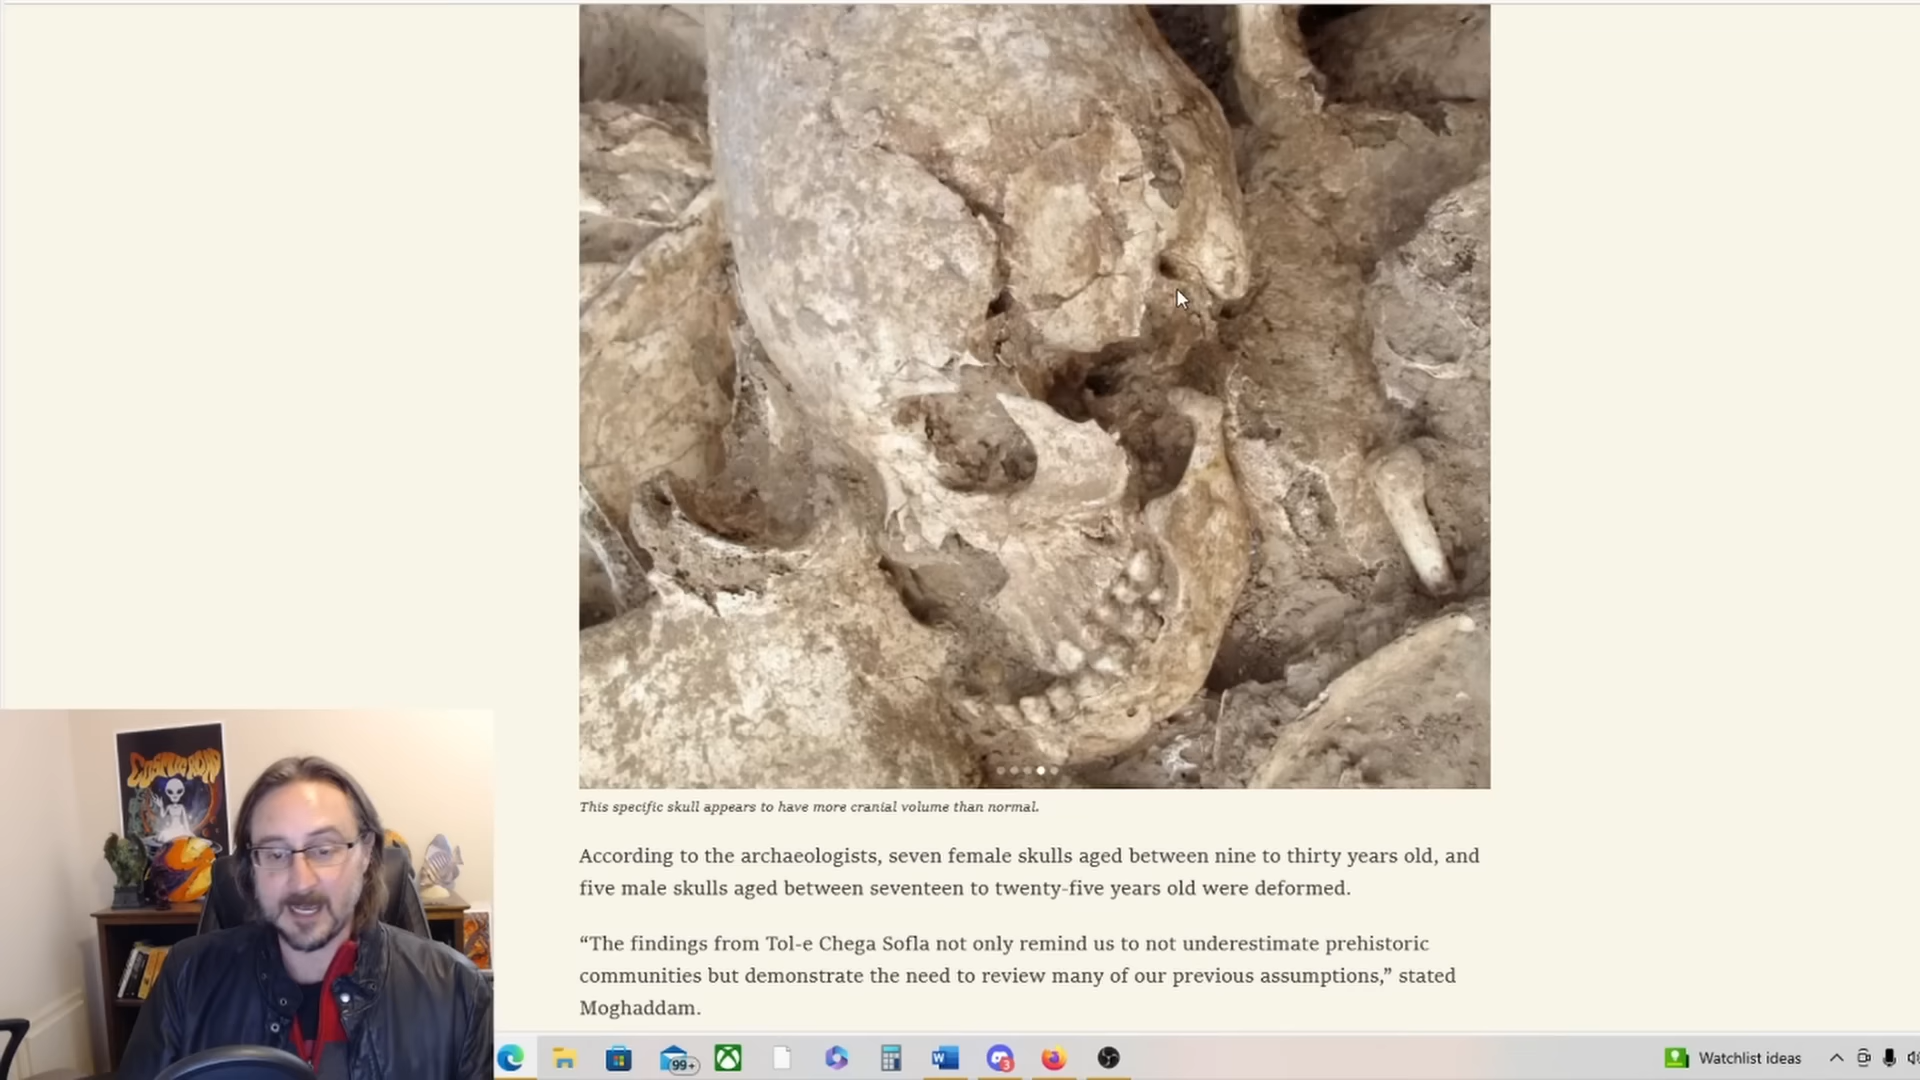 COSMIC ROAD
This specific skull appears to have more cranial volume than normal.
According to the archaeologists, seven female skulls aged between nine to thirty years old, and
five male skulls aged between seventeen to twenty-five years old were deformed.
“The findings from Tol-e Chega Sofla not only remind us to not underestimate prehistoric
communities but demonstrate the need to review many of our previous assumptions,” stated
Moghaddam.
99+
W
3
Watchlist ideas